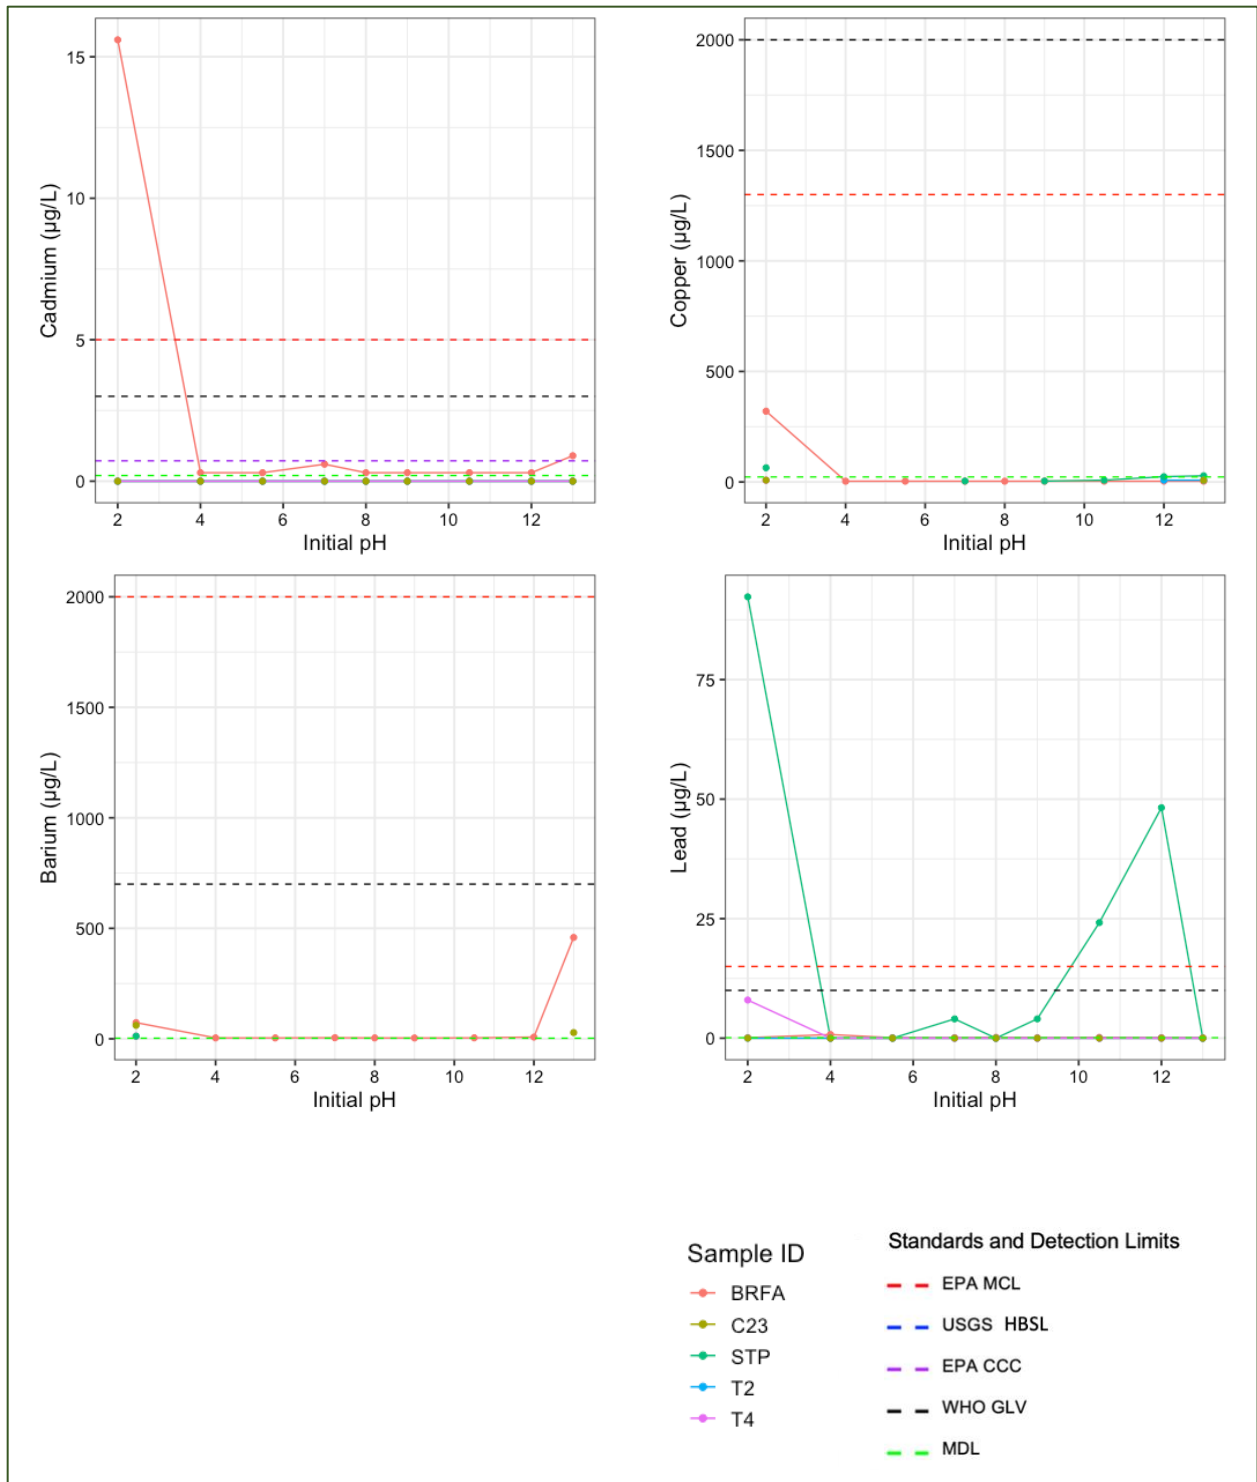 15
10
5
0
Cadmium (µg/L)
2 4 6 8 10 12
Initial pH
2000
1500
1000
500
0
Copper (µg/L)
2 4 6 8 10 12
Initial pH
2000
1500
1000
500
0
Barium (µg/L)
2 4 6 8 10 12
Initial pH
75
50
25
0
Lead (µg/L)
2 4 6 8 10 12
Initial pH
Sample ID
BRFA
C23
STP
T2
T4
Standards and Detection Limits
EPA MCL
USGS HBSL
EPA CCC
WHO GLV
MDL